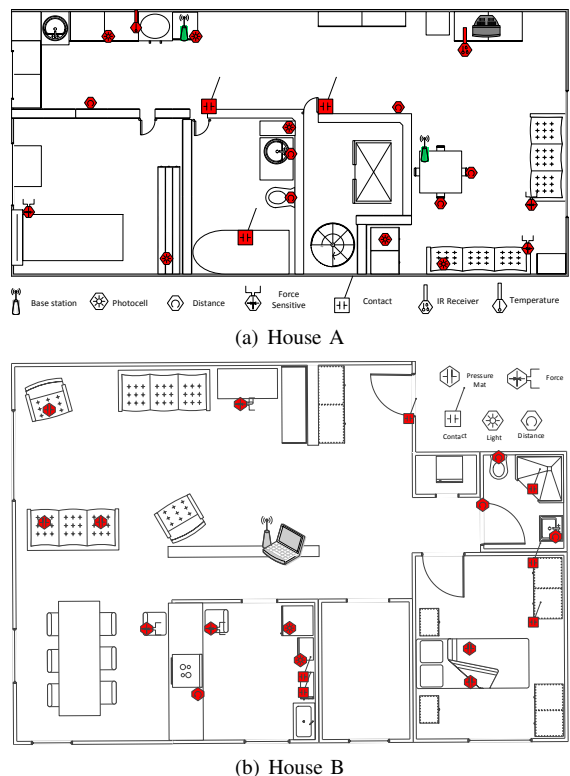 Base station
Photocell
Distance
Force
Sensitive
Contact
IR Receiver
Temperature
(a) House A
Pressure
Mat
Force
Contact
Light
Distance
(b) House B